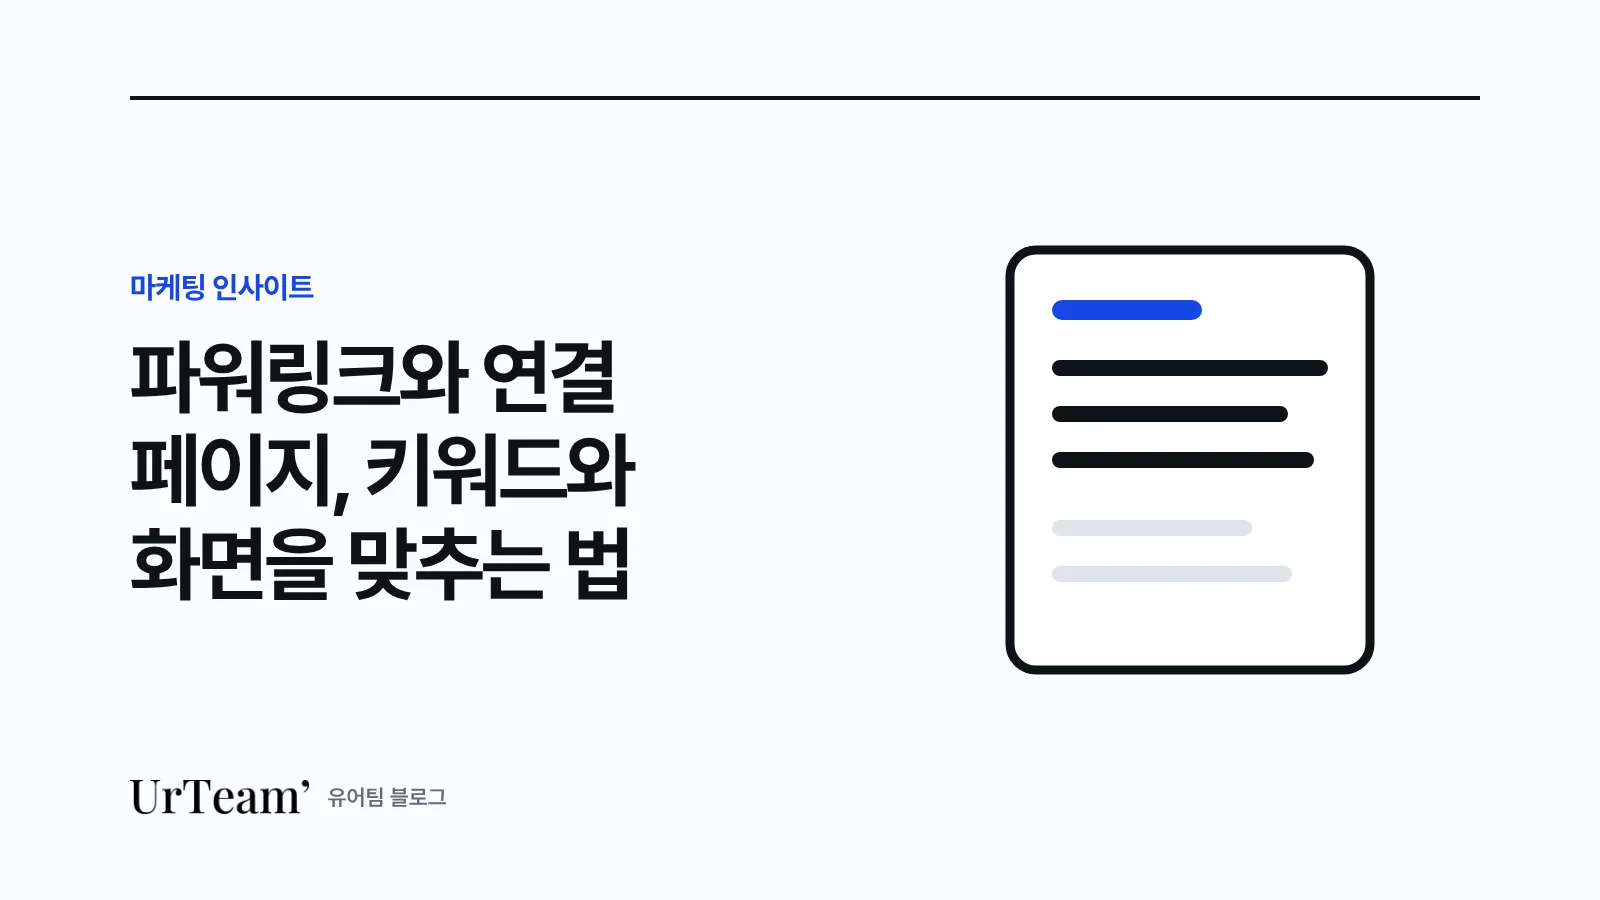 마케팅 인사이트
파워링크와 연결
페이지, 키워드와
화면을 맞추는 법
UrTeam’ 유어팀 블로그